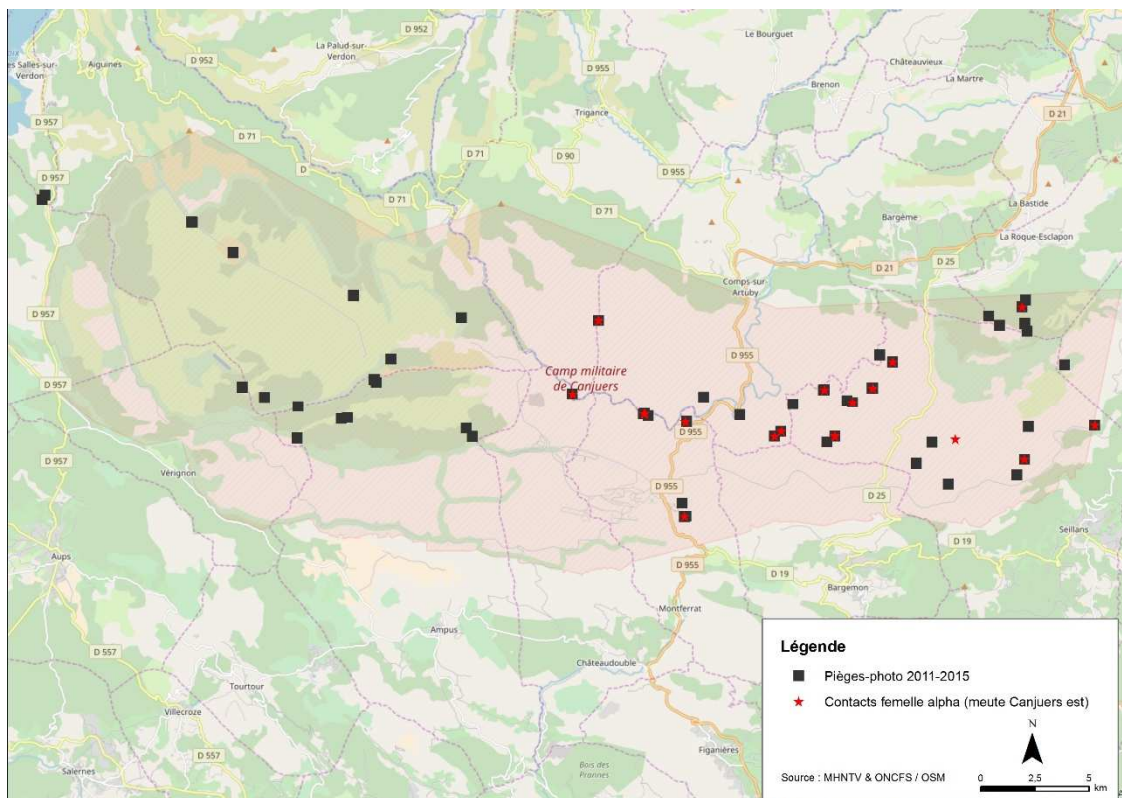 D 952
Le Bourguet
La Palud-sur-
Verdon
Châteauvieux
es Salles-sur-
Verdon
Aiguines
D 952
D 955
La Martre
Brenon
Trigance
D 21
D 957
D 71
D 71
D 90
D
D 955
D 957
D 71
D 71
La Bastide
Bargème
La Roque-Esclapon
D 21
D 25
Comps-sur-
Artuby
D 957
D 955
Camp militaire
de Canjuers
D 957
D 955
D 957
Vérignon
D 955
D 25
Seillans
D 19
Aups
D 955
D 19
Bargemon
Montferrat
Ampus
D 557
Châteaudouble
Tourtour
Villecroze
D 557
Figanières
Bois des
Prannes
Salernes
Légende
Pièges-photo 2011-2015
Contacts femelle alpha (meute Canjuers est)
N
Source : MHNTV & ONCFS / OSM
0 2,5 5
km